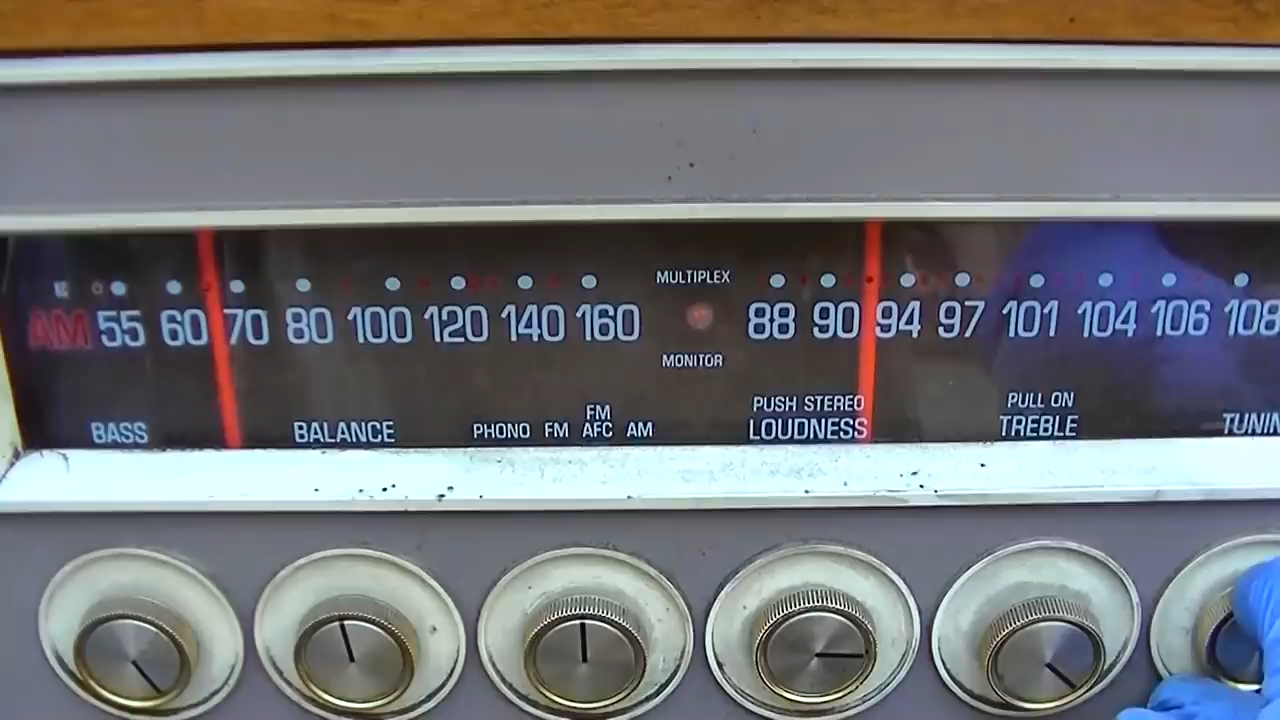 MULTIPLEX
AM 55 60 70 80 100 120 140 160 88 90 94 97 101 104 106 108
MONITOR
PUSH STEREO PULL ON
FM
BASS BALANCE PHONO FM AFC AM LOUDNESS TREBLE